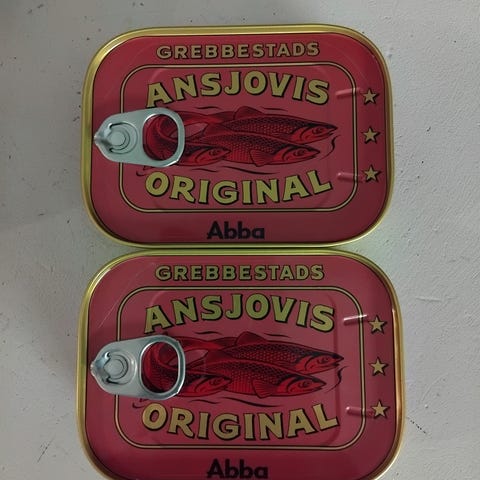 GREBBESTADS
ANSJOVIS
ORIGINAL
Abba
GREBBESTADS
ANSJOVIS
ORIGINAL
Abba